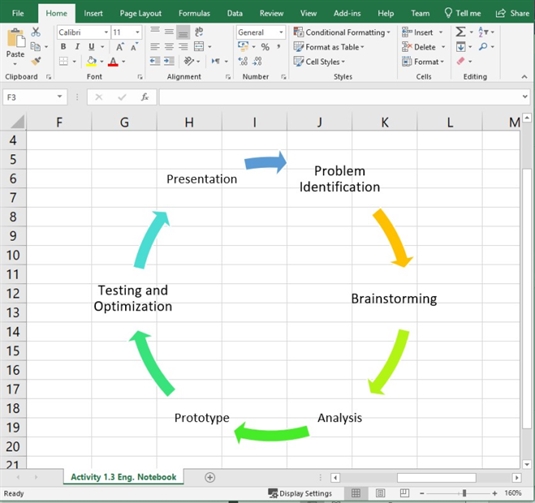 File Home Insert Page Layout Formulas Data Review View Add-ins Help Team Tell me Share
Calibri 11 General Conditional Formatting Insert
Paste B I U $ % , Format as Table Delete
Cell Styles Format
Clipboard Font Alignment Number Styles Cells Editing
F3 fx
F G H I J K L M
4
5
6
7
8
9
10
11
12
13
14
15
16
17
18
19
20
21
Presentation
Problem
Identification
Testing and
Optimization
Brainstorming
Prototype
Analysis
Activity 1.3 Eng. Notebook
Ready Display Settings 160%